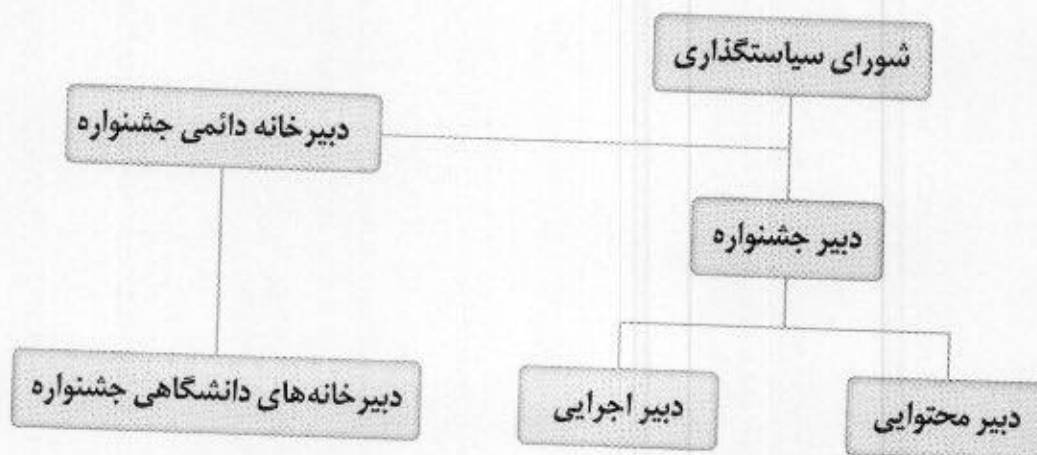 شورای سیاستگذاری
دبیرخانه دائمی جشنواره
دبیر جشنواره
دبیر محتوایی
دبیر اجرایی
دبیرخانه‌های دانشگاهی جشنواره